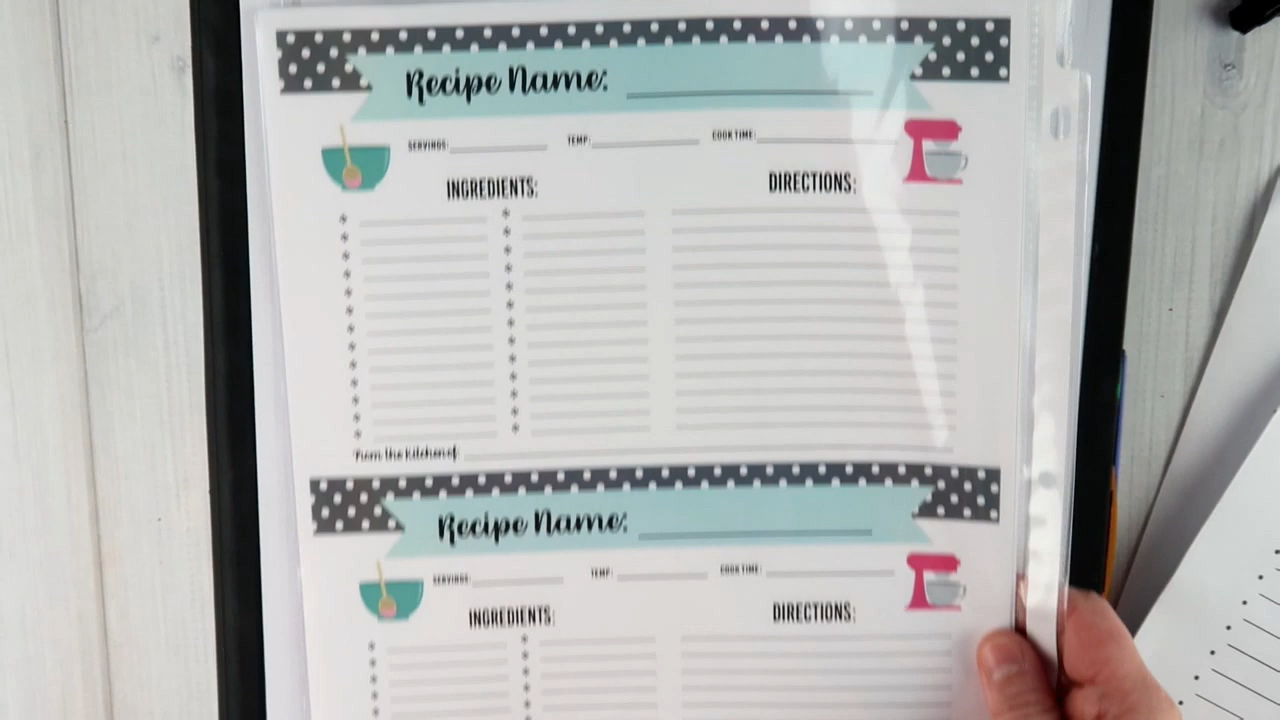 Recipe Name:
SERVINGS: TEMP: COOK TIME:
INGREDIENTS: DIRECTIONS:
From the Kitchen of:
Recipe Name:
SERVINGS: TEMP: COOK TIME:
INGREDIENTS: DIRECTIONS: